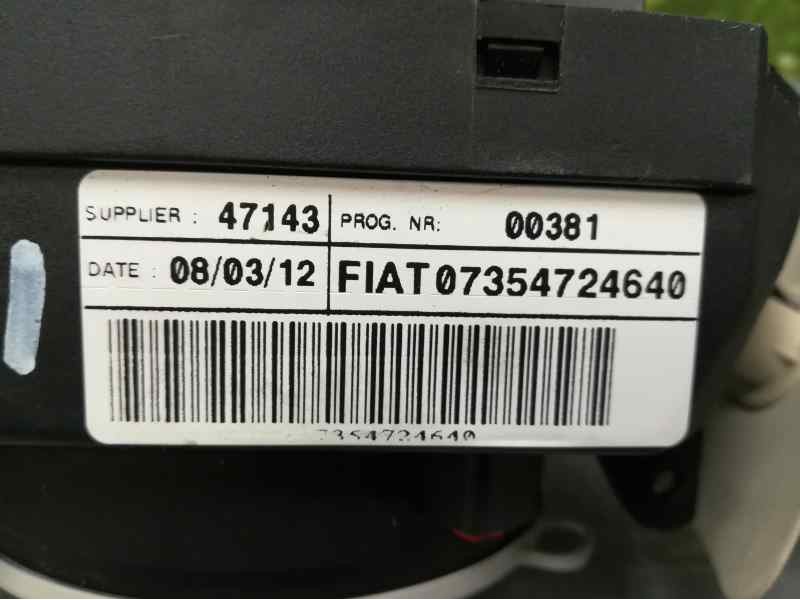 SUPPLIER : 47143 PROG. NR: 00381
DATE : 08/03/12 FIAT 07354724640
7354724640